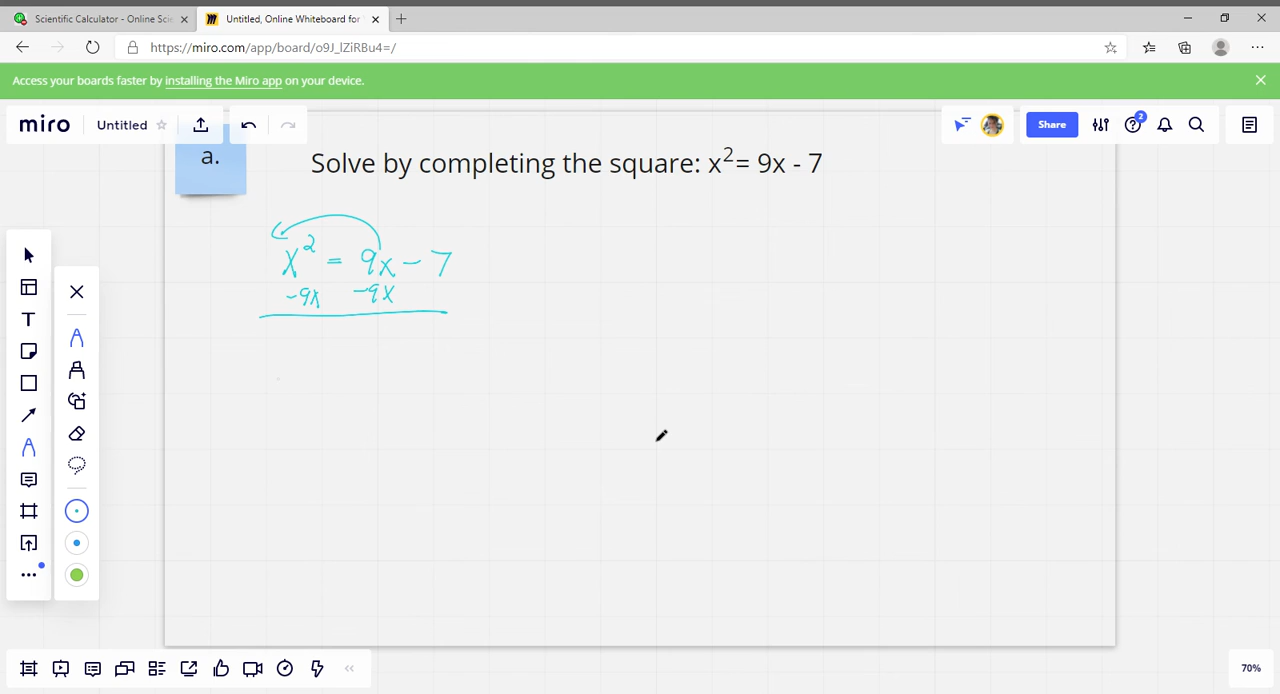 Scientific Calculator - Online Scie
Untitled, Online Whiteboard for
https://miro.com/app/board/o9J_lZiRBu4=/
Access your boards faster by installing the Miro app on your device.
miro
Untitled
Share
2
a.
Solve by completing the square: x²= 9x - 7
x² = 9x - 7
-9x -9x
T
70%